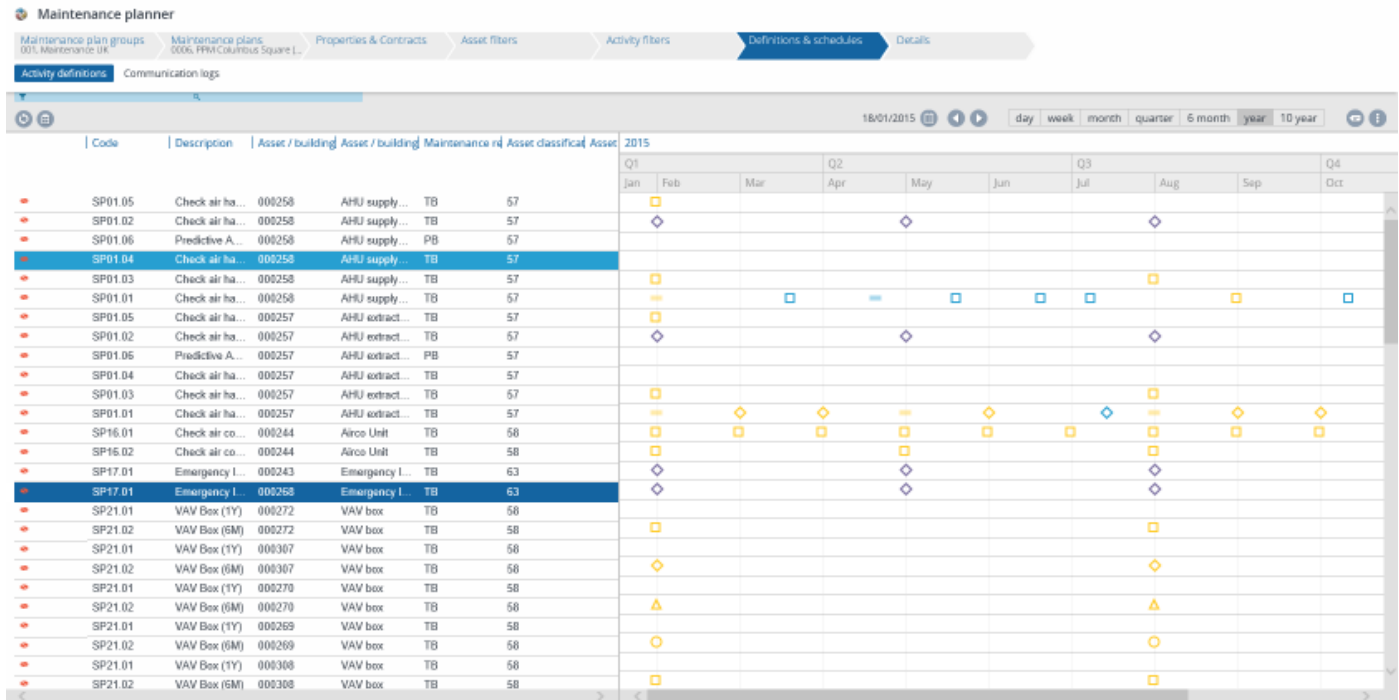 Maintenance planner
Maintenance plan groups Maintenance plans Properties & Contracts Asset filters Activity filters Definitions & schedules Details
001, Maintenance UK 0006, PPM Columbus Square (...
Activity definitions Communication logs
18/01/2015 day week month quarter 6 month year 10 year
Code Description Asset / building Asset / building Maintenance re Asset classificat Asset 2015
Q1 Q2 Q3 Q4
Jan Feb Mar Apr May Jun Jul Aug Sep Oct
SP01.05 Check air ha... 000258 AHU supply... TB 57
SP01.02 Check air ha... 000258 AHU supply... TB 57
SP01.06 Predictive A... 000258 AHU supply... PB 57
SP01.04 Check air ha... 000258 AHU supply... TB 57
SP01.03 Check air ha... 000258 AHU supply... TB 57
SP01.01 Check air ha... 000258 AHU supply... TB 57
SP01.05 Check air ha... 000257 AHU extract... TB 57
SP01.02 Check air ha... 000257 AHU extract... TB 57
SP01.06 Predictive A... 000257 AHU extract... PB 57
SP01.04 Check air ha... 000257 AHU extract... TB 57
SP01.03 Check air ha... 000257 AHU extract... TB 57
SP01.01 Check air ha... 000257 AHU extract... TB 57
SP16.01 Check air co... 000244 Airco Unit TB 58
SP16.02 Check air co... 000244 Airco Unit TB 58
SP17.01 Emergency l... 000243 Emergency l... TB 63
SP17.01 Emergency l... 000268 Emergency l... TB 63
SP21.01 VAV Box (1Y) 000272 VAV box TB 58
SP21.02 VAV Box (6M) 000272 VAV box TB 58
SP21.01 VAV Box (1Y) 000307 VAV box TB 58
SP21.02 VAV Box (6M) 000307 VAV box TB 58
SP21.01 VAV Box (1Y) 000270 VAV box TB 58
SP21.02 VAV Box (6M) 000270 VAV box TB 58
SP21.01 VAV Box (1Y) 000269 VAV box TB 58
SP21.02 VAV Box (6M) 000269 VAV box TB 58
SP21.01 VAV Box (1Y) 000308 VAV box TB 58
SP21.02 VAV Box (6M) 000308 VAV box TB 58